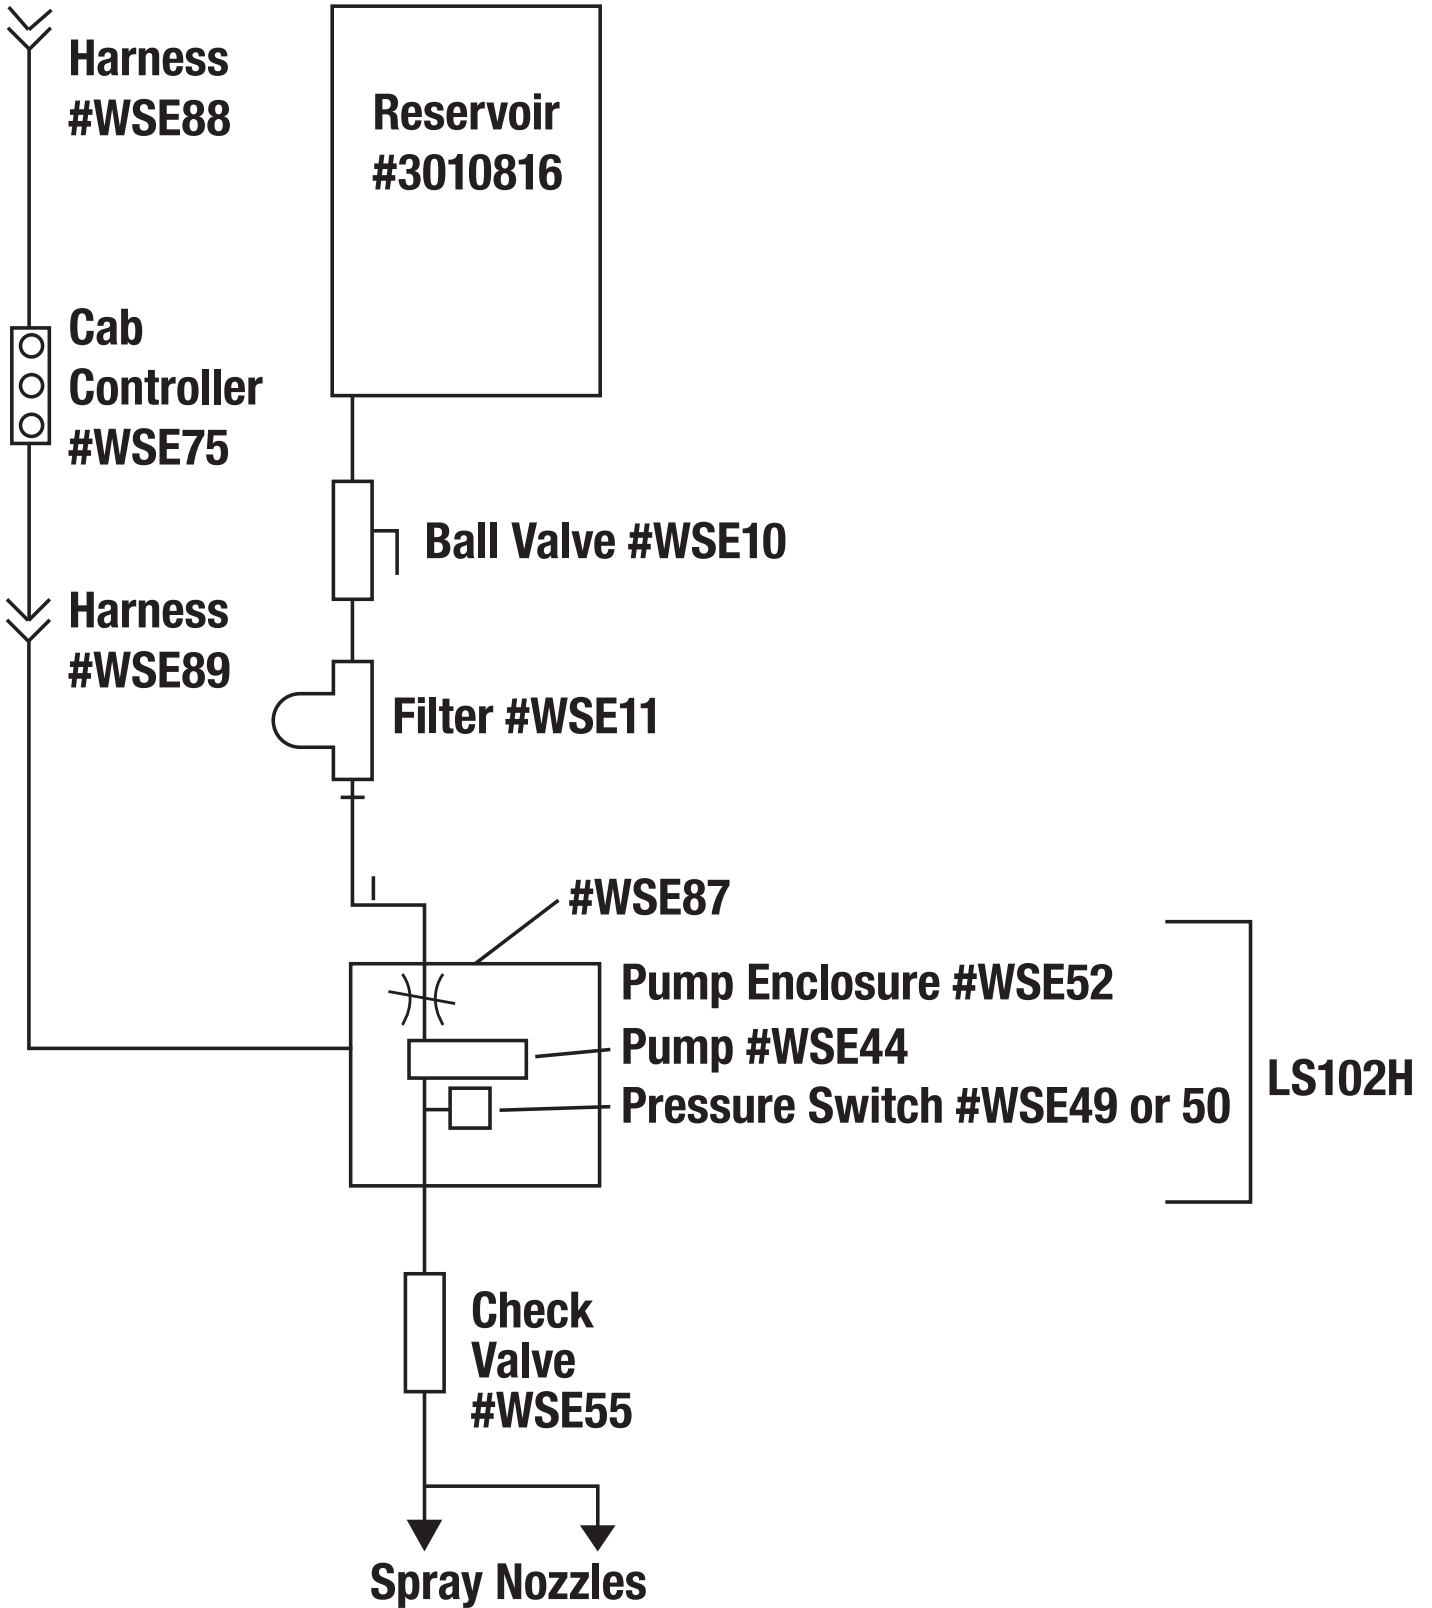 Harness
#WSE88
Reservoir
#3010816
Cab
Controller
#WSE75
Ball Valve #WSE10
Harness
#WSE89
Filter #WSE11
#WSE87
Pump Enclosure #WSE52
Pump #WSE44
Pressure Switch #WSE49 or 50
LS102H
Check
Valve
#WSE55
Spray Nozzles